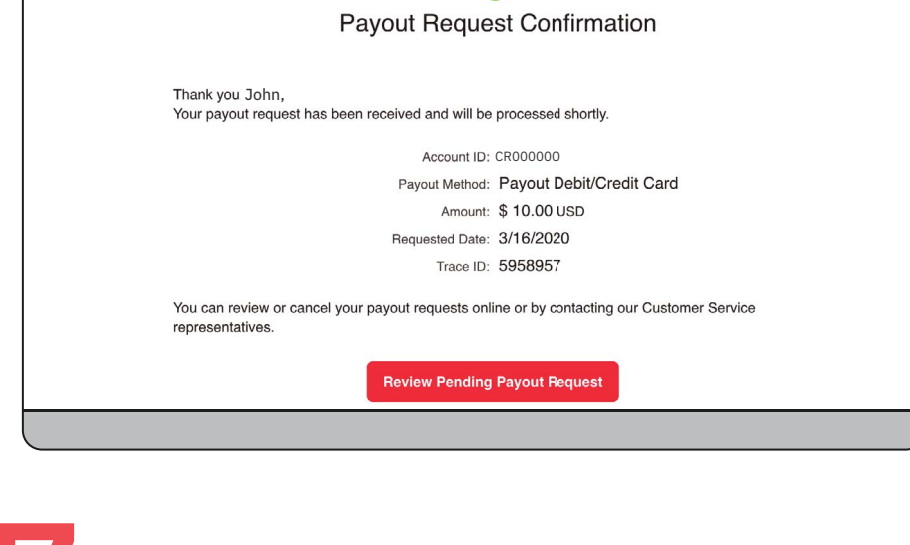 Payout Request Confirmation
Thank you John,
Your payout request has been received and will be processed shortly.
Account ID: CR000000
Payout Method: Payout Debit/Credit Card
Amount: $ 10.00 USD
Requested Date: 3/16/2020
Trace ID: 5958957
You can review or cancel your payout requests online or by contacting our Customer Service
representatives.
Review Pending Payout Request